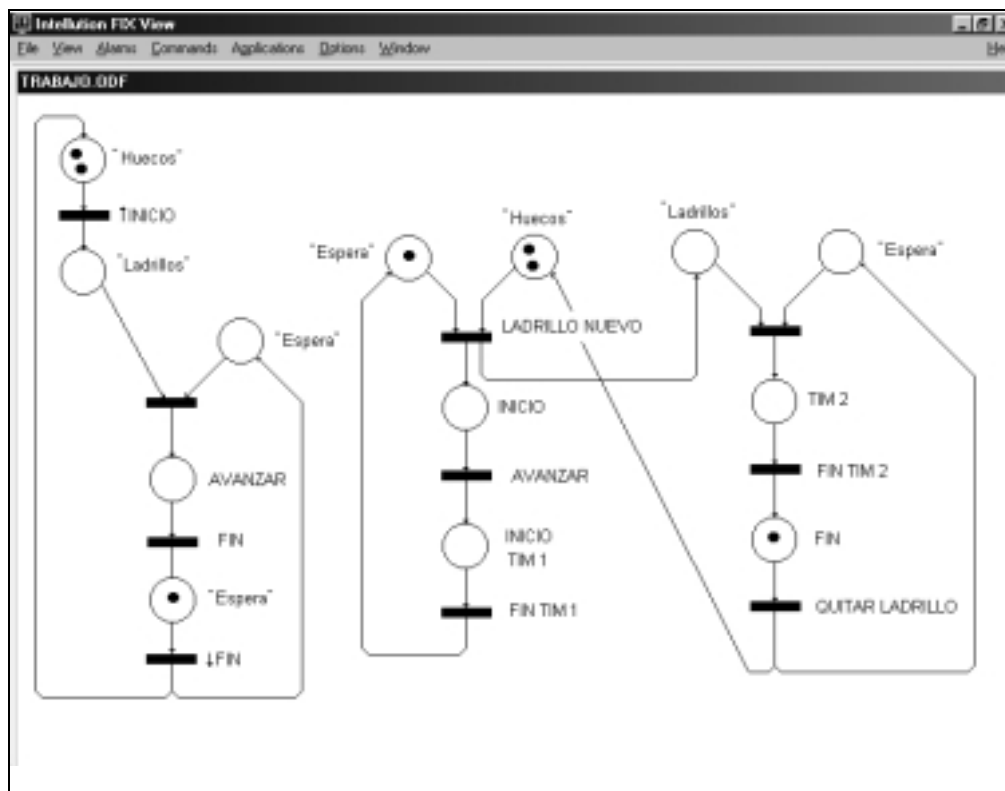 Intellution FIX View
File View Alarms Commands Applications Options Window
TRABAJO.ODF
"Huecos"
↑INICIO
"Ladrillos"
"Espera"
AVANZAR
FIN
"Espera"
↓FIN
"Espera"
"Huecos"
LADRILLO NUEVO
INICIO
AVANZAR
INICIO
TIM 1
FIN TIM 1
"Ladrillos"
"Espera"
TIM 2
FIN TIM 2
FIN
QUITAR LADRILLO